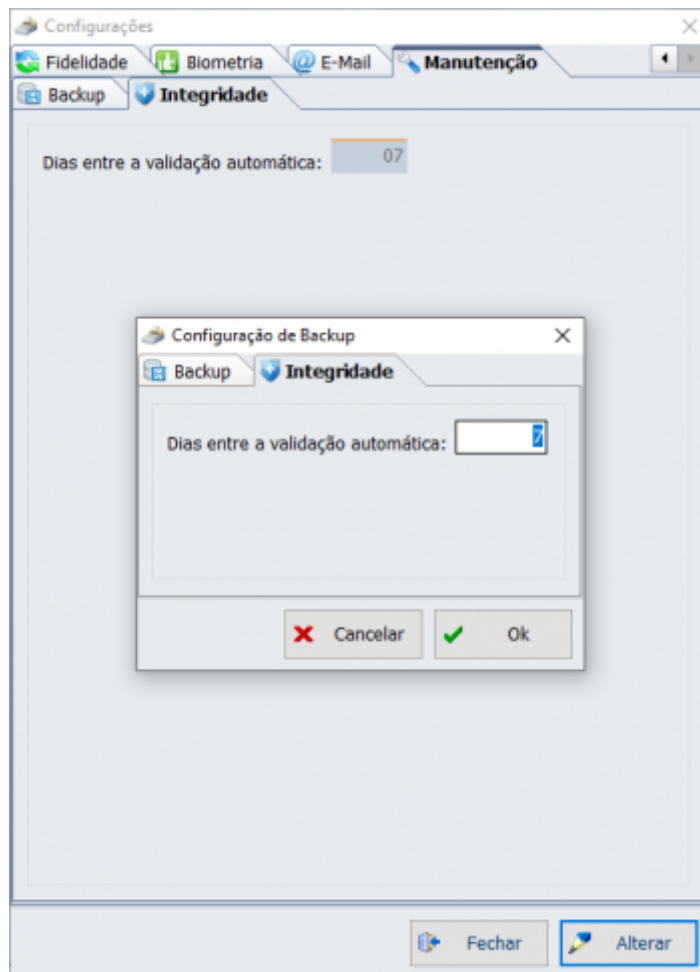 Configurações
Fidelidade Biometria E-Mail Manutenção
Backup Integridade
Dias entre a validação automática: 07
Configuração de Backup
Backup Integridade
Dias entre a validação automática: 7
Cancelar Ok
Fechar Alterar